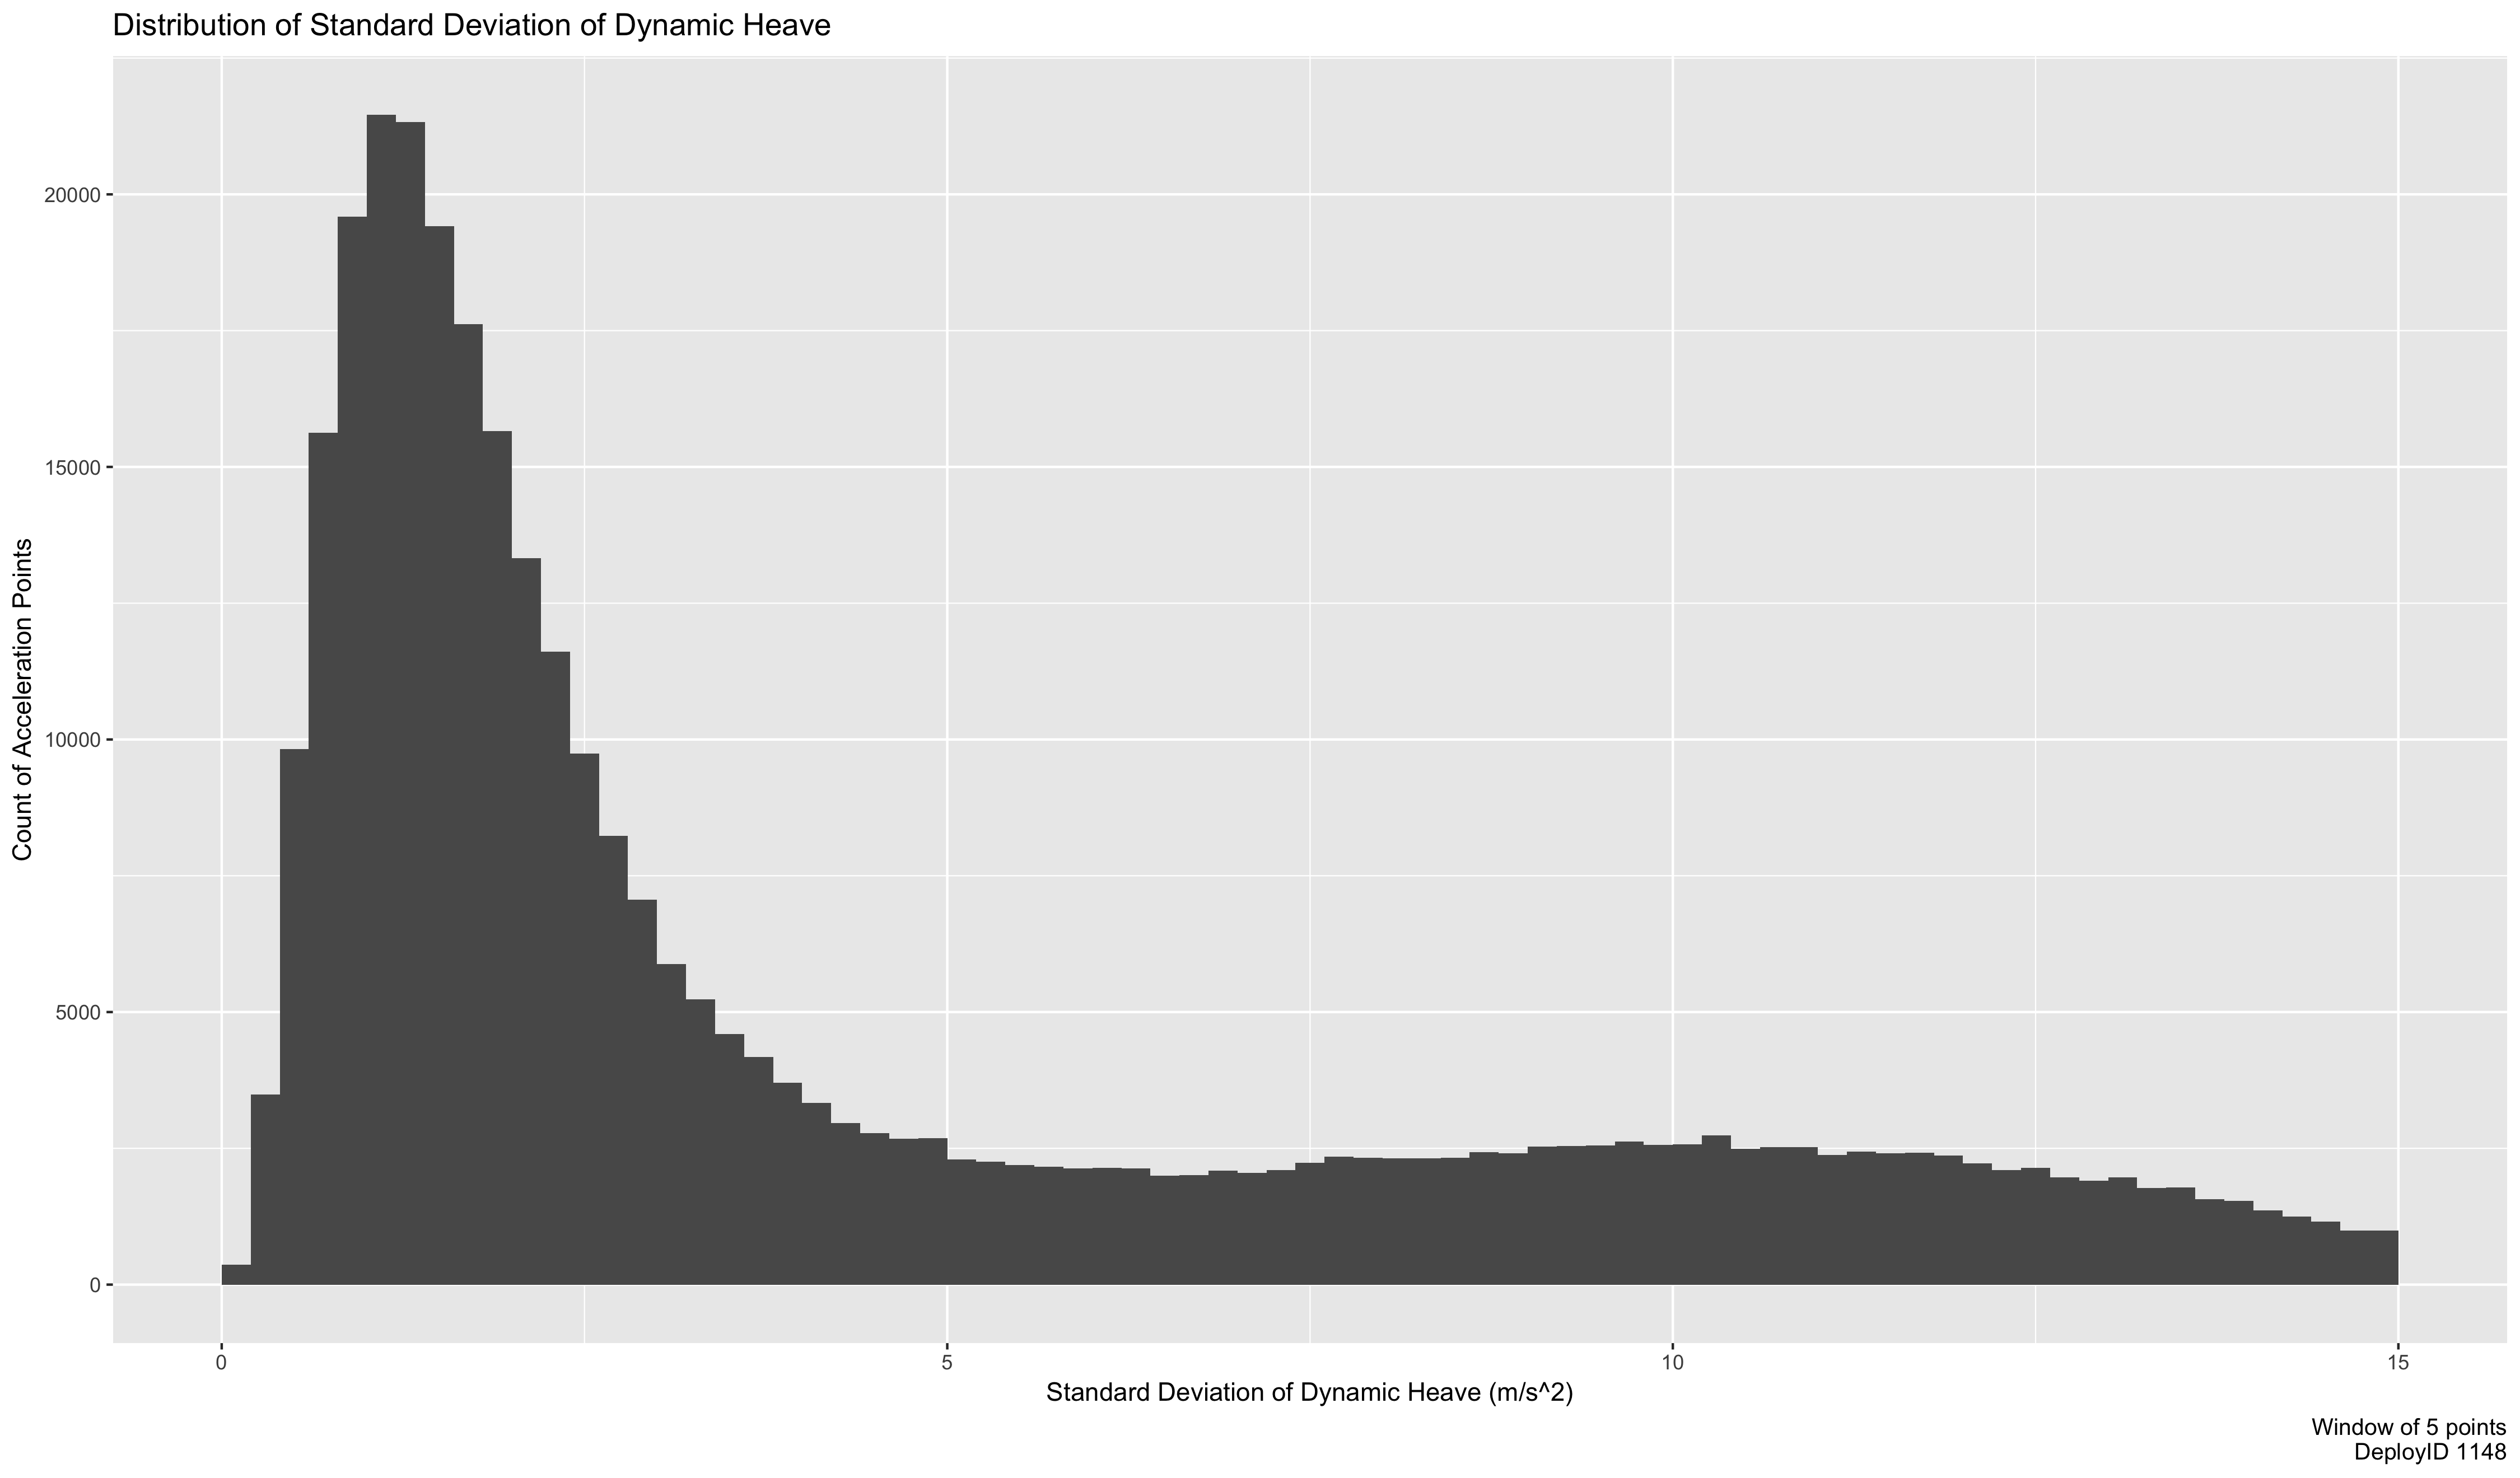 Distribution of Standard Deviation of Dynamic Heave
20000
15000
10000
5000
0
Count of Acceleration Points
0 5 10 15
Standard Deviation of Dynamic Heave (m/s^2)
Window of 5 points
DeployID 1148